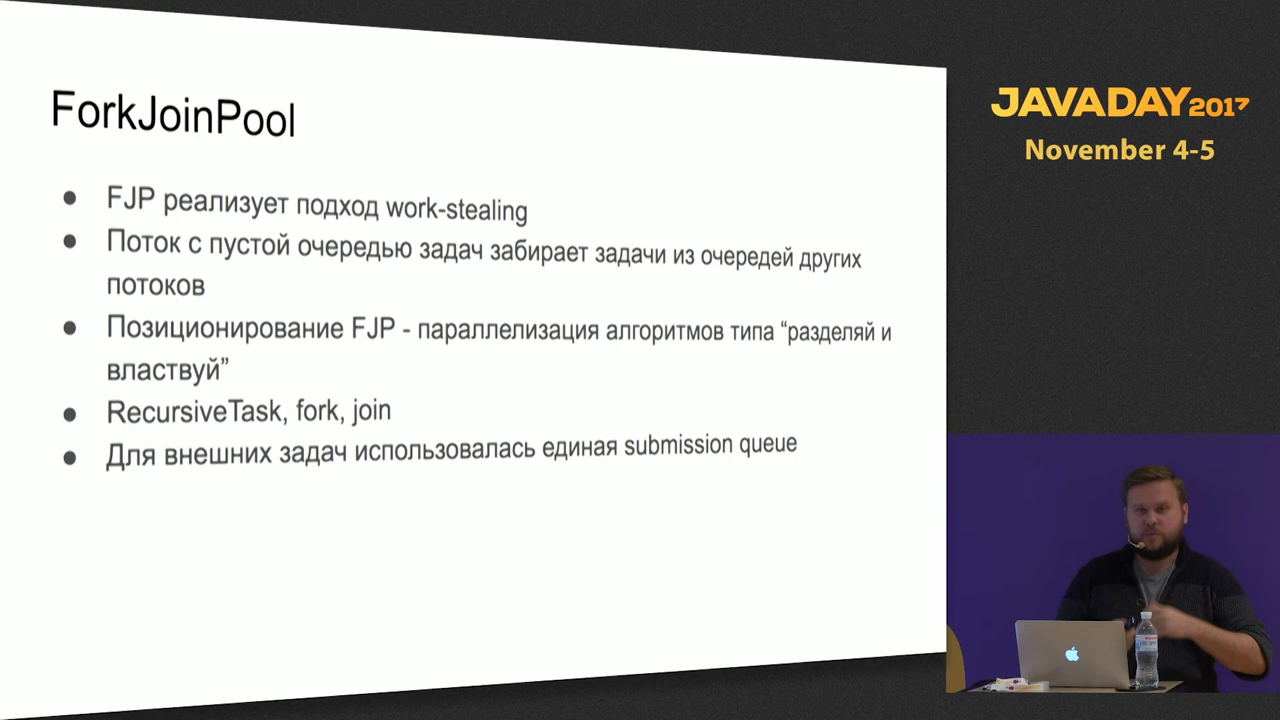 ForkJoinPool
● FJP реализует подход work-stealing
● Поток с пустой очередью задач забирает задачи из очередей других
потоков
● Позиционирование FJP - параллелизация алгоритмов типа “разделяй и
властвуй”
● RecursiveTask, fork, join
● Для внешних задач использовалась единая submission queue
JAVADAY2017
November 4-5